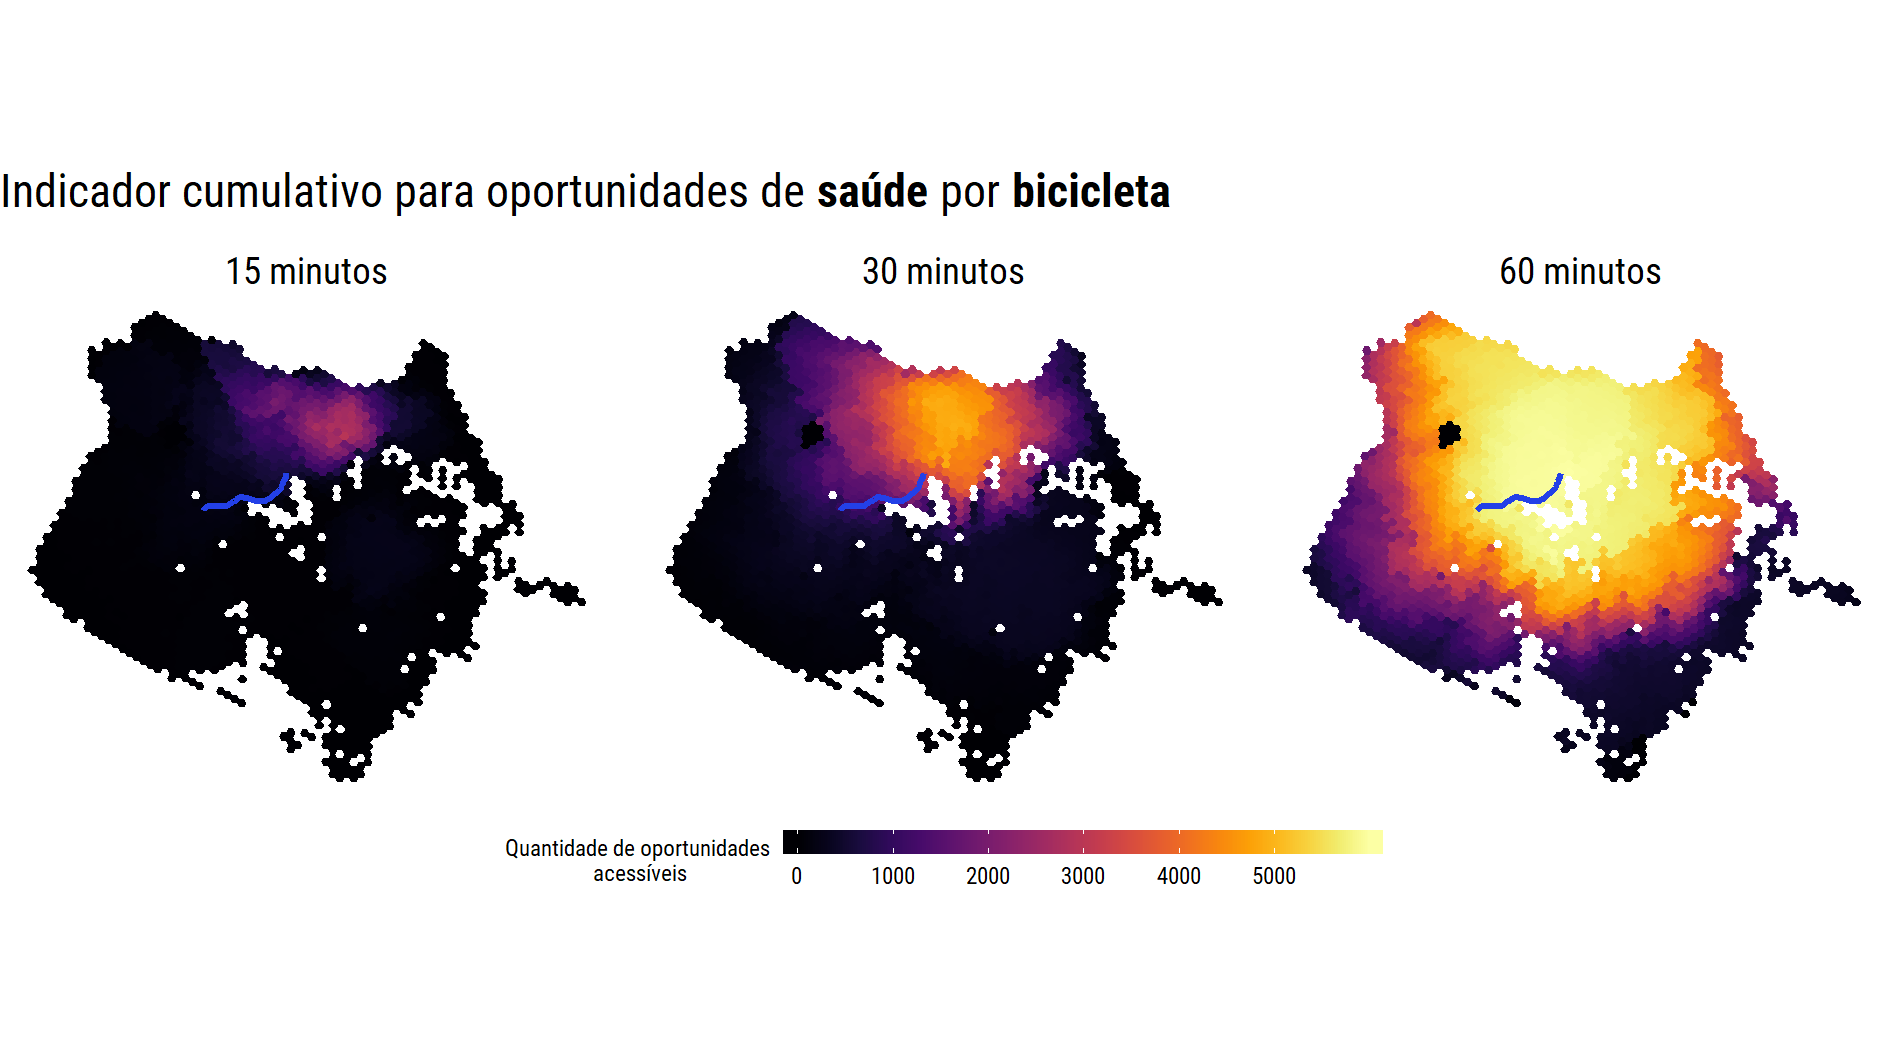 Indicador cumulativo para oportunidades de saúde por bicicleta
15 minutos
30 minutos
60 minutos
Quantidade de oportunidades
acessíveis
0 1000 2000 3000 4000 5000